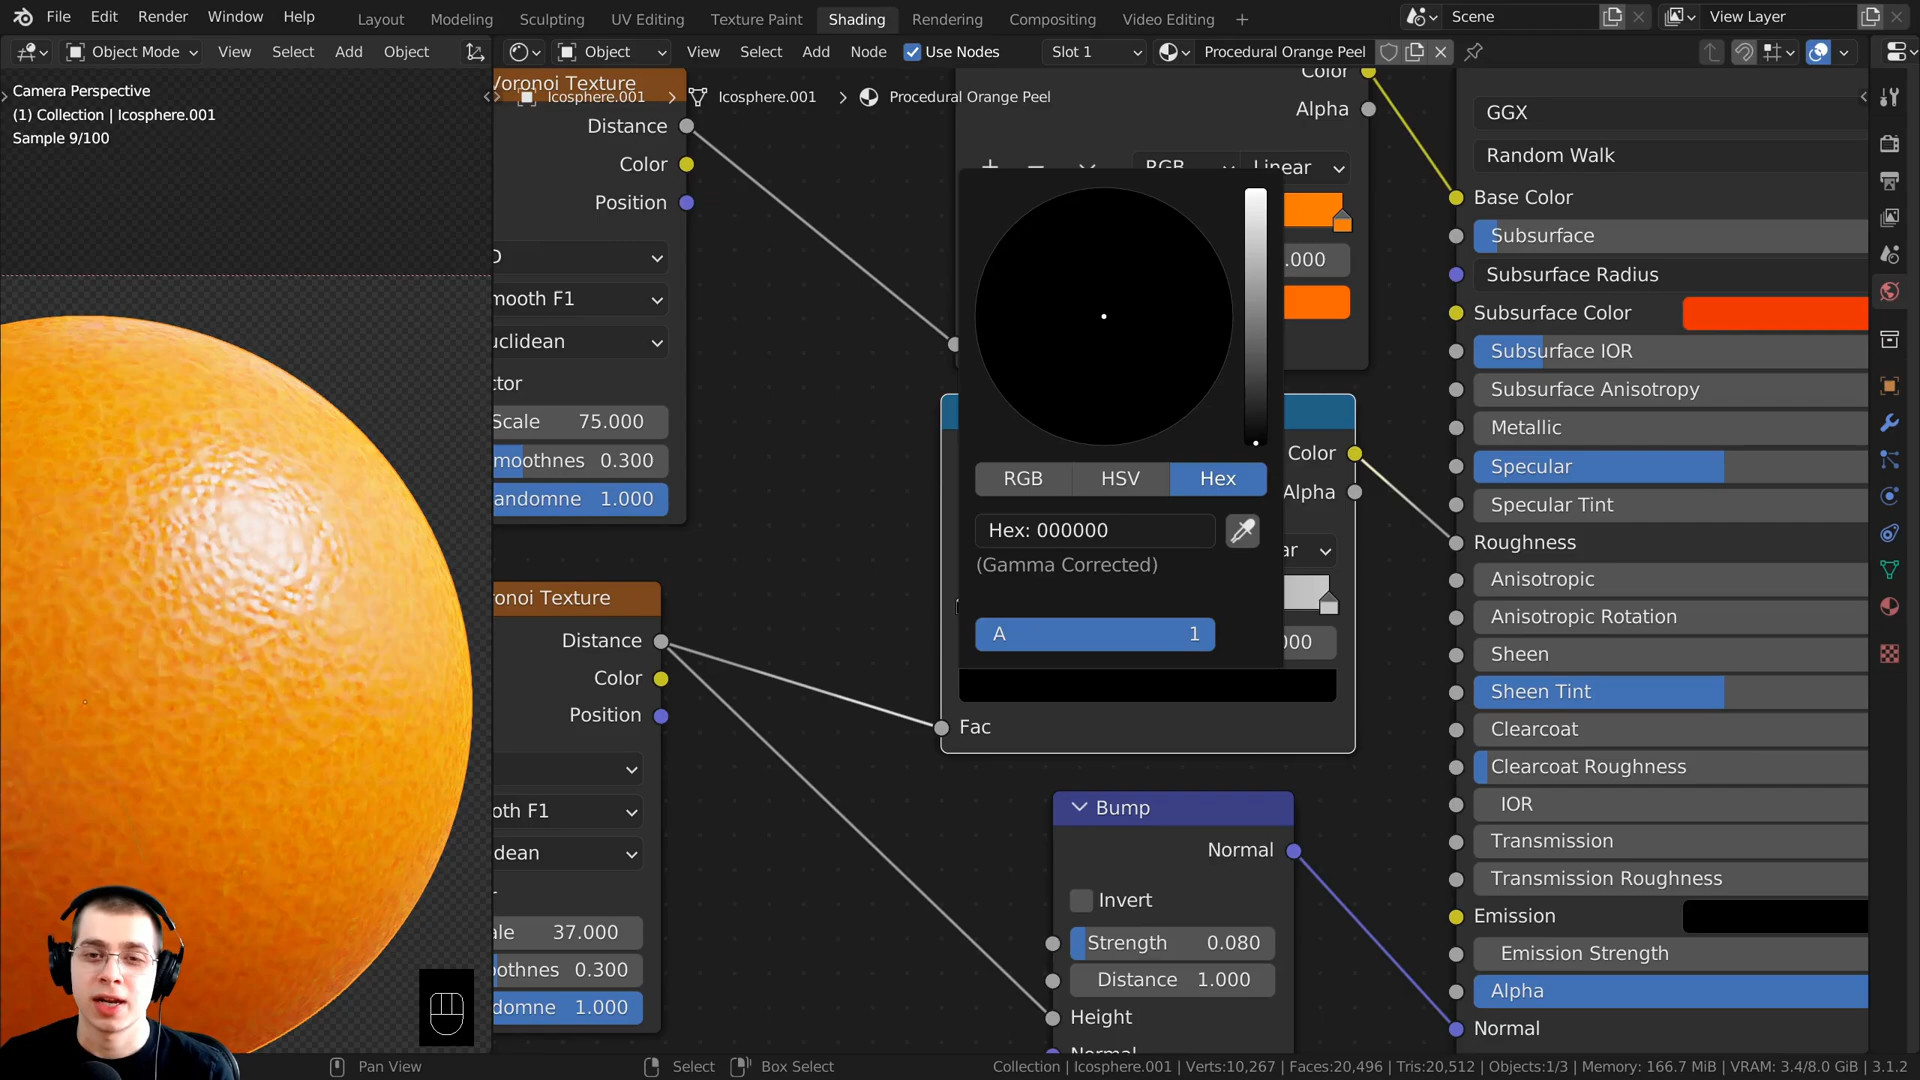 File Edit Render Window Help Layout Modeling Sculpting UV Editing Texture Paint Shading Rendering Compositing Video Editing + Scene View Layer
Object Mode View Select Add Object Object View Select Add Node Use Nodes Slot 1 Procedural Orange Peel
Camera Perspective
(1) Collection | Icosphere.001
Sample 9/100
Voronoi Texture
Icosphere.001 > Icosphere.001 > Procedural Orange Peel
Distance
Color
Position
D
mooth F1
uclidean
ctor
Scale 75.000
moothnes 0.300
andomne 1.000
onoi Texture
Distance
Color
Position
oth F1
dean
r
ale 37.000
oothnes 0.300
domne 1.000
Color
Alpha
RGB Linear
.000
RGB HSV Hex
Hex: 000000
(Gamma Corrected)
A 1
Color
Alpha
ar
000
Fac
Bump
Normal
Invert
Strength 0.080
Distance 1.000
Height
Normal
GGX
Random Walk
Base Color
Subsurface
Subsurface Radius
Subsurface Color
Subsurface IOR
Subsurface Anisotropy
Metallic
Specular
Specular Tint
Roughness
Anisotropic
Anisotropic Rotation
Sheen
Sheen Tint
Clearcoat
Clearcoat Roughness
IOR
Transmission
Transmission Roughness
Emission
Emission Strength
Alpha
Normal
Pan View Select Box Select Collection | Icosphere.001 | Verts:10,267 | Faces:20,496 | Tris:20,512 | Objects:1/3 | Memory: 166.7 MiB | VRAM: 3.4/8.0 GiB | 3.1.2